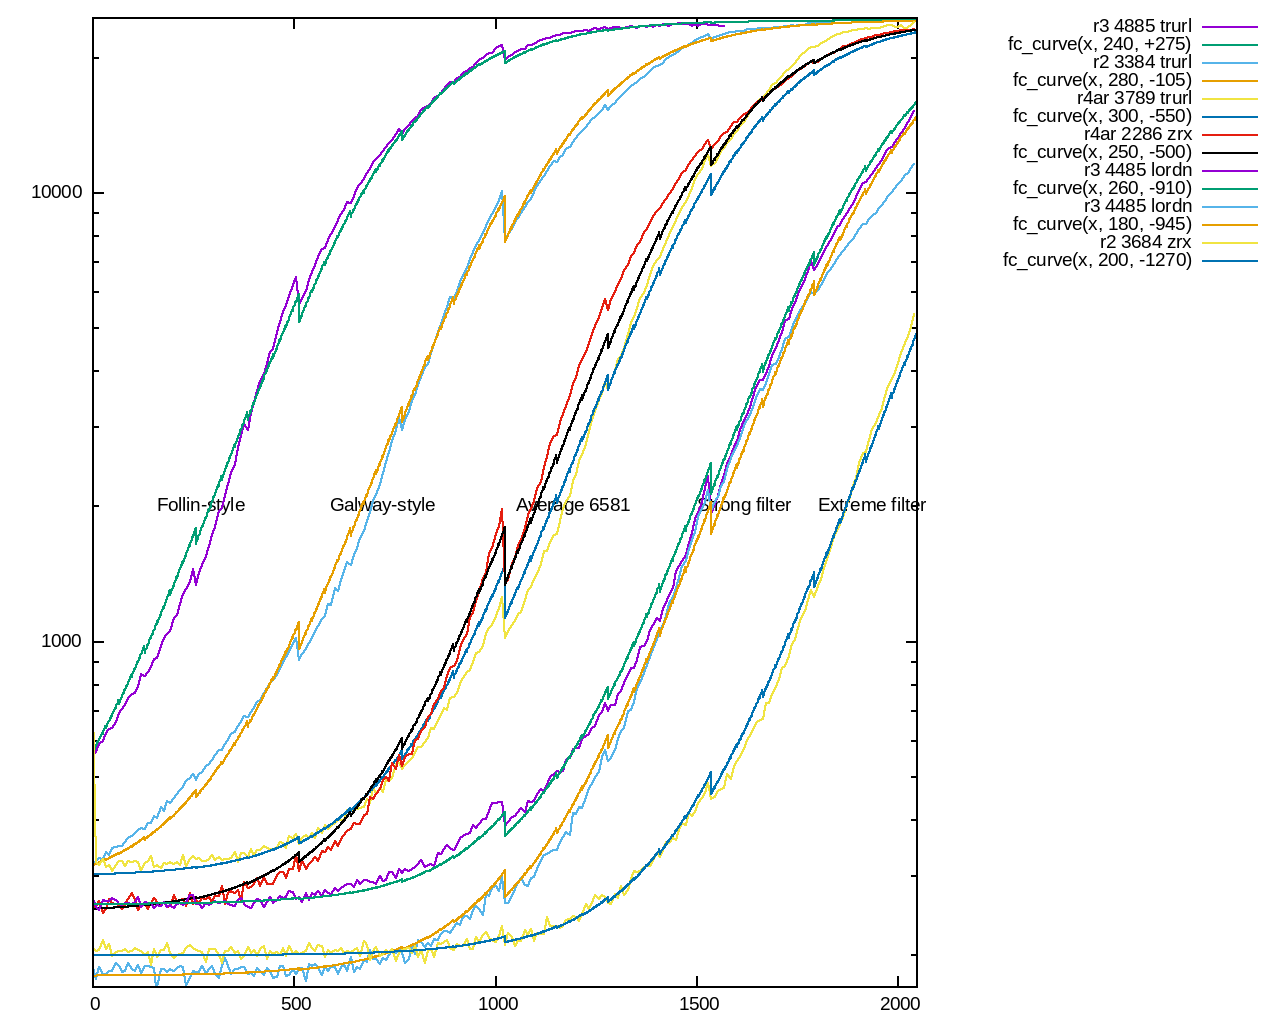 r3 4885 trurl
fc_curve(x, 240, +275)
r2 3384 trurl
fc_curve(x, 280, -105)
r4ar 3789 trurl
fc_curve(x, 300, -550)
r4ar 2286 zrx
fc_curve(x, 250, -500)
r3 4485 lordn
fc_curve(x, 260, -910)
r3 4485 lordn
fc_curve(x, 180, -945)
r2 3684 zrx
fc_curve(x, 200, -1270)
10000
Follin-style Galway-style Average 6581 Strong filter Extreme filter
1000
0 500 1000 1500 2000